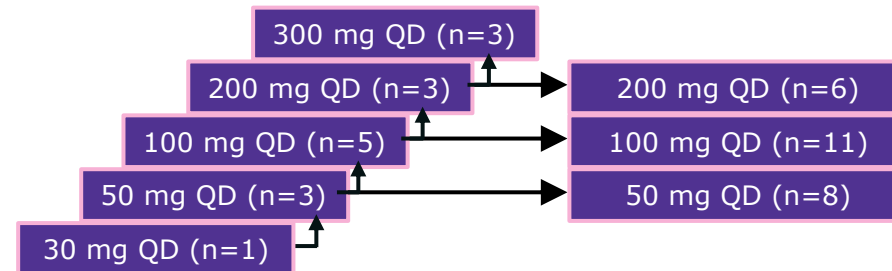 300 mg QD (n=3)
200 mg QD (n=3)
200 mg QD (n=6)
100 mg QD (n=5)
100 mg QD (n=11)
50 mg QD (n=3)
50 mg QD (n=8)
30 mg QD (n=1)